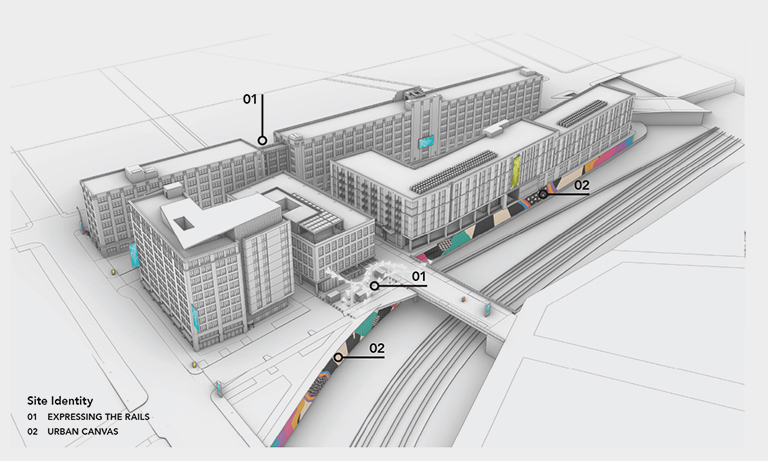 01
02
01
02
Site Identity
01 EXPRESSING THE RAILS
02 URBAN CANVAS